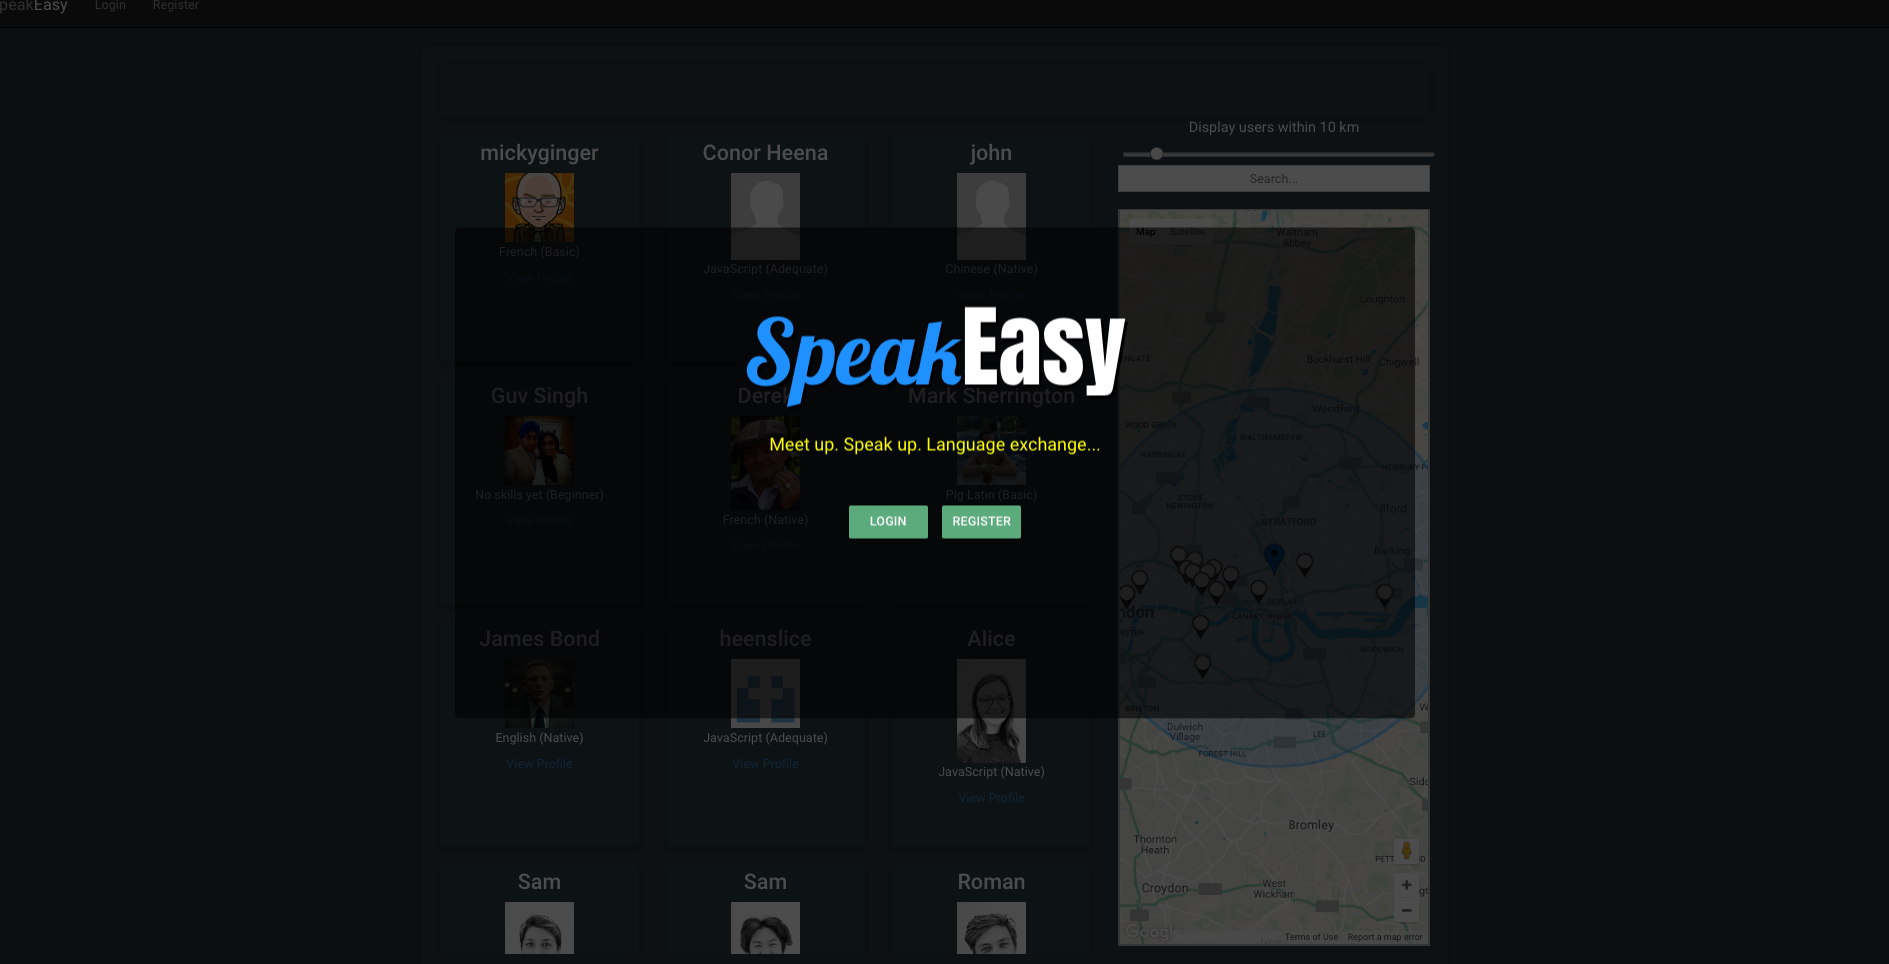 peakEasy Login Register
Display users within 10 km
Search...
mickyginger
French (Basic)
View Profile
Conor Heena
JavaScript (Adequate)
View Profile
john
Chinese (Native)
View Profile
SpeakEasy
Meet up. Speak up. Language exchange...
LOGIN REGISTER
Guv Singh
No skills yet (Beginner)
View Profile
Derek
French (Native)
View Profile
Mark Sherrington
Pig Latin (Basic)
James Bond
English (Native)
View Profile
heenslice
JavaScript (Adequate)
View Profile
Alice
JavaScript (Native)
View Profile
Sam
Sam
Roman
Map Satellite
Waltham
Abbey
Loughton
Buckhurst Hill
Chigwell
Woodford
WOOD GREEN
WALTHAMSTOW
HARRINGAY
STOKE
NEWINGTON
STRATFORD
Ilford
Barking
POPLAR
CANARY WHARF
WOOLWICH
BRIXTON
Dulwich
Village
LEE
FOREST HILL
Bromley
Thornton
Heath
Croydon
West
Wickham
Google
Terms of Use Report a map error